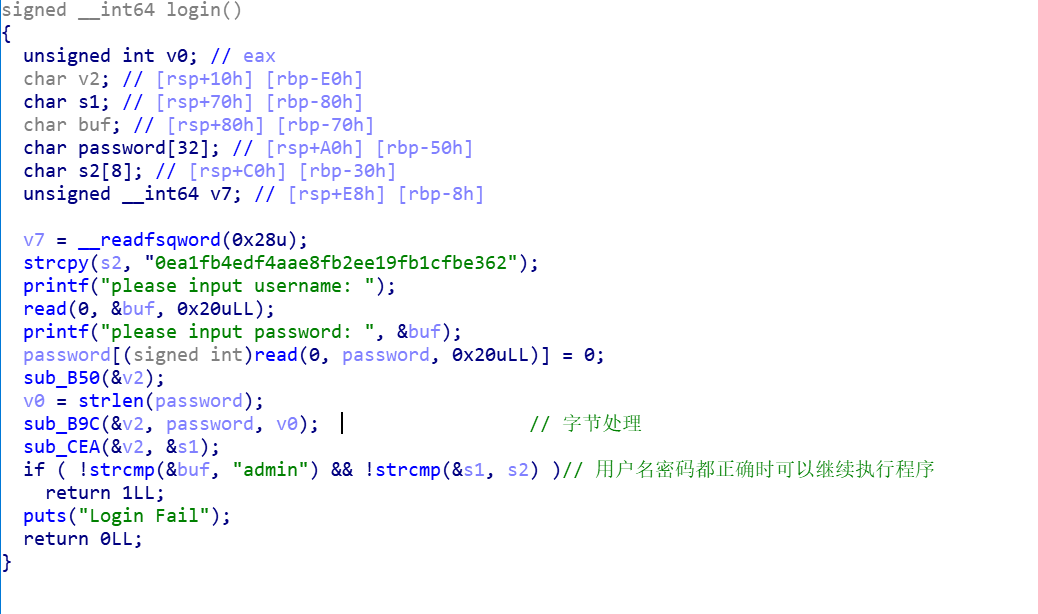 signed __int64 login()
{
  unsigned int v0; // eax
  char v2; // [rsp+10h] [rbp-E0h]
  char s1; // [rsp+70h] [rbp-80h]
  char buf; // [rsp+80h] [rbp-70h]
  char password[32]; // [rsp+A0h] [rbp-50h]
  char s2[8]; // [rsp+C0h] [rbp-30h]
  unsigned __int64 v7; // [rsp+E8h] [rbp-8h]

  v7 = __readfsqword(0x28u);
  strcpy(s2, "0ea1fb4edf4aae8fb2ee19fb1cfbe362");
  printf("please input username: ");
  read(0, &buf, 0x20uLL);
  printf("please input password: ", &buf);
  password[(signed int)read(0, password, 0x20uLL)] = 0;
  sub_B50(&v2);
  v0 = strlen(password);
  sub_B9C(&v2, password, v0); // 字节处理
  sub_CEA(&v2, &s1);
  if ( !strcmp(&buf, "admin") && !strcmp(&s1, s2) )// 用户名密码都正确时可以继续执行程序
    return 1LL;
  puts("Login Fail");
  return 0LL;
}